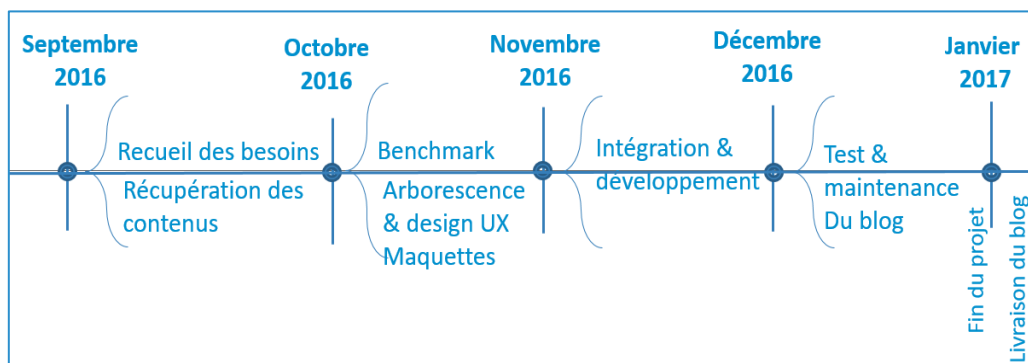 Septembre
2016
Octobre
2016
Novembre
2016
Décembre
2016
Janvier
2017
Recueil des besoins
Récupération des
contenus
Benchmark
Arborescence
& design UX
Maquettes
Intégration &
développement
Test &
maintenance
Du blog
Fin du projet
Livraison du blog